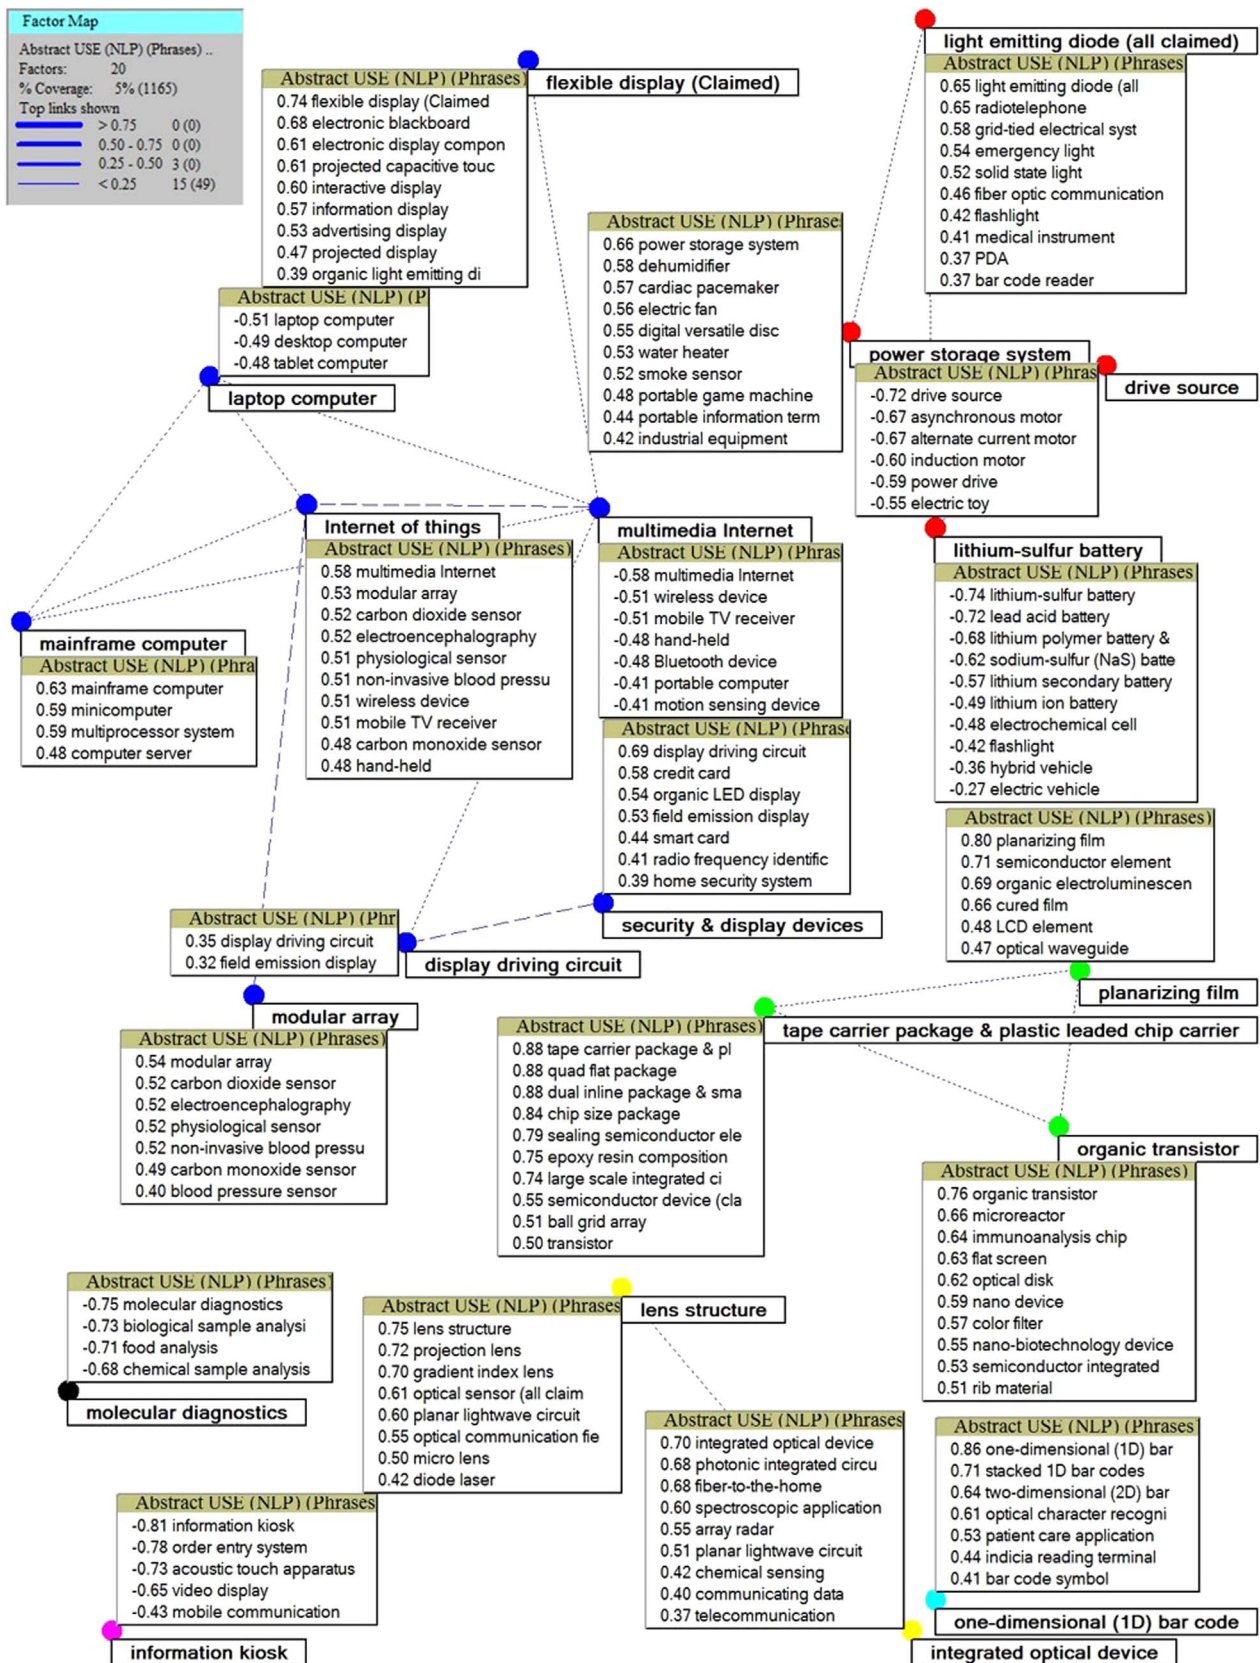 Factor Map
Abstract USE (NLP) (Phrases) ..
Factors: 20
% Coverage: 5% (1165)
Top links shown
> 0.75 0 (0)
0.50 - 0.75 0 (0)
0.25 - 0.50 3 (0)
< 0.25 15 (49)
flexible display (Claimed)
Abstract USE (NLP) (Phrases)
0.74 flexible display (Claimed
0.68 electronic blackboard
0.61 electronic display compon
0.61 projected capacitive touc
0.60 interactive display
0.57 information display
0.53 advertising display
0.47 projected display
0.39 organic light emitting di
light emitting diode (all claimed)
Abstract USE (NLP) (Phrases
0.65 light emitting diode (all
0.65 radiotelephone
0.58 grid-tied electrical syst
0.54 emergency light
0.52 solid state light
0.46 fiber optic communication
0.42 flashlight
0.41 medical instrument
0.37 PDA
0.37 bar code reader
Abstract USE (NLP) (P
-0.51 laptop computer
-0.49 desktop computer
-0.48 tablet computer
laptop computer
Abstract USE (NLP) (Phrases
0.66 power storage system
0.58 dehumidifier
0.57 cardiac pacemaker
0.56 electric fan
0.55 digital versatile disc
0.53 water heater
0.52 smoke sensor
0.48 portable game machine
0.44 portable information term
0.42 industrial equipment
power storage system
drive source
Abstract USE (NLP) (Phras
-0.72 drive source
-0.67 asynchronous motor
-0.67 alternate current motor
-0.60 induction motor
-0.59 power drive
-0.55 electric toy
Internet of things
Abstract USE (NLP) (Phrases)
0.58 multimedia Internet
0.53 modular array
0.52 carbon dioxide sensor
0.52 electroencephalography
0.51 physiological sensor
0.51 non-invasive blood pressu
0.51 wireless device
0.51 mobile TV receiver
0.48 carbon monoxide sensor
0.48 hand-held
multimedia Internet
Abstract USE (NLP) (Phras
-0.58 multimedia Internet
-0.51 wireless device
-0.51 mobile TV receiver
-0.48 hand-held
-0.48 Bluetooth device
-0.41 portable computer
-0.41 motion sensing device
lithium-sulfur battery
Abstract USE (NLP) (Phrases
-0.74 lithium-sulfur battery
-0.72 lead acid battery
-0.68 lithium polymer battery &
-0.62 sodium-sulfur (NaS) batte
-0.57 lithium secondary battery
-0.49 lithium ion battery
-0.48 electrochemical cell
-0.42 flashlight
-0.36 hybrid vehicle
-0.27 electric vehicle
mainframe computer
Abstract USE (NLP) (Phra
0.63 mainframe computer
0.59 minicomputer
0.59 multiprocessor system
0.48 computer server
Abstract USE (NLP) (Phrase
0.69 display driving circuit
0.58 credit card
0.54 organic LED display
0.53 field emission display
0.44 smart card
0.41 radio frequency identific
0.39 home security system
security & display devices
Abstract USE (NLP) (Phrases)
0.80 planarizing film
0.71 semiconductor element
0.69 organic electroluminescen
0.66 cured film
0.48 LCD element
0.47 optical waveguide
planarizing film
Abstract USE (NLP) (Phr
0.35 display driving circuit
0.32 field emission display
display driving circuit
modular array
Abstract USE (NLP) (Phrases)
0.54 modular array
0.52 carbon dioxide sensor
0.52 electroencephalography
0.52 physiological sensor
0.52 non-invasive blood pressu
0.49 carbon monoxide sensor
0.40 blood pressure sensor
tape carrier package & plastic leaded chip carrier
Abstract USE (NLP) (Phrases)
0.88 tape carrier package & pl
0.88 quad flat package
0.88 dual inline package & sma
0.84 chip size package
0.79 sealing semiconductor ele
0.75 epoxy resin composition
0.74 large scale integrated ci
0.55 semiconductor device (cla
0.51 ball grid array
0.50 transistor
organic transistor
Abstract USE (NLP) (Phrases)
0.76 organic transistor
0.66 microreactor
0.64 immunoanalysis chip
0.63 flat screen
0.62 optical disk
0.59 nano device
0.57 color filter
0.55 nano-biotechnology device
0.53 semiconductor integrated
0.51 rib material
Abstract USE (NLP) (Phrases)
-0.75 molecular diagnostics
-0.73 biological sample analysi
-0.71 food analysis
-0.68 chemical sample analysis
molecular diagnostics
lens structure
Abstract USE (NLP) (Phrases
0.75 lens structure
0.72 projection lens
0.70 gradient index lens
0.61 optical sensor (all claim
0.60 planar lightwave circuit
0.55 optical communication fie
0.50 micro lens
0.42 diode laser
Abstract USE (NLP) (Phrases
0.70 integrated optical device
0.68 photonic integrated circu
0.68 fiber-to-the-home
0.60 spectroscopic application
0.55 array radar
0.51 planar lightwave circuit
0.42 chemical sensing
0.40 communicating data
0.37 telecommunication
integrated optical device
Abstract USE (NLP) (Phrases
0.86 one-dimensional (1D) bar
0.71 stacked 1D bar codes
0.64 two-dimensional (2D) bar
0.61 optical character recogni
0.53 patient care application
0.44 indicia reading terminal
0.41 bar code symbol
one-dimensional (1D) bar code
Abstract USE (NLP) (Phrases
-0.81 information kiosk
-0.78 order entry system
-0.73 acoustic touch apparatus
-0.65 video display
-0.43 mobile communication
information kiosk